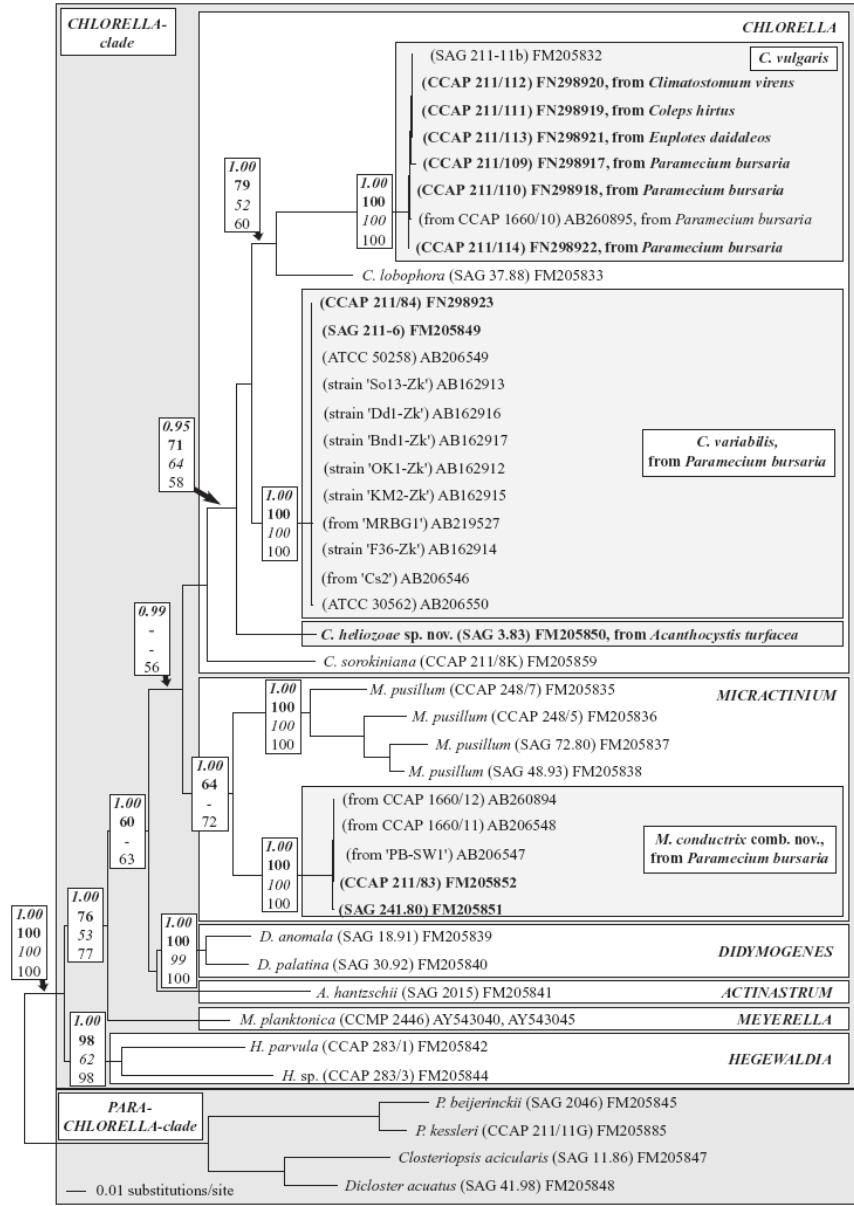 CHLORELLA-
clade
CHLORELLA
(SAG 211-11b) FM205832
C. vulgaris
(CCAP 211/112) FN298920, from Climatostomum virens
(CCAP 211/111) FN298919, from Coleps hirtus
(CCAP 211/113) FN298921, from Euplotes daidaleos
(CCAP 211/109) FN298917, from Paramecium bursaria
(CCAP 211/110) FN298918, from Paramecium bursaria
(from CCAP 1660/10) AB260895, from Paramecium bursaria
(CCAP 211/114) FN298922, from Paramecium bursaria
1.00
79
52
60
1.00
100
100
100
C. lobophora (SAG 37.88) FM205833
(CCAP 211/84) FN298923
(SAG 211-6) FM205849
(ATCC 50258) AB206549
(strain 'So13-Zk') AB162913
(strain 'Dd1-Zk') AB162916
(strain 'Bnd1-Zk') AB162917
(strain 'OK1-Zk') AB162912
(strain 'KM2-Zk') AB162915
(from 'MRBG1') AB219527
(strain 'F36-Zk') AB162914
(from 'Cs2') AB206546
(ATCC 30562) AB206550
C. variabilis,
from Paramecium bursaria
0.95
71
64
58
1.00
100
100
100
C. heliozoae sp. nov. (SAG 3.83) FM205850, from Acanthocystis turfacea
C. sorokiniana (CCAP 211/8K) FM205859
0.99
-
-
56
MICRACTINIUM
M. pusillum (CCAP 248/7) FM205835
M. pusillum (CCAP 248/5) FM205836
M. pusillum (SAG 72.80) FM205837
M. pusillum (SAG 48.93) FM205838
1.00
100
100
100
1.00
64
-
72
(from CCAP 1660/12) AB260894
(from CCAP 1660/11) AB206548
(from 'PB-SW1') AB206547
(CCAP 211/83) FM205852
(SAG 241.80) FM205851
M. conductrix comb. nov.,
from Paramecium bursaria
1.00
100
100
100
1.00
60
-
63
D. anomala (SAG 18.91) FM205839
D. palatina (SAG 30.92) FM205840
DIDYMOGENES
1.00
100
99
100
1.00
76
53
77
1.00
100
100
100
A. hantzschii (SAG 2015) FM205841
ACTINASTRUM
M. planktonica (CCMP 2446) AY543040, AY543045
MEYERELLA
1.00
98
62
98
H. parvula (CCAP 283/1) FM205842
H. sp. (CCAP 283/3) FM205844
HEGEWALDIA
PARA-
CHLORELLA-clade
P. beijerinckii (SAG 2046) FM205845
P. kessleri (CCAP 211/11G) FM205885
Closteriopsis acicularis (SAG 11.86) FM205847
Dicloster acuatus (SAG 41.98) FM205848
0.01 substitutions/site